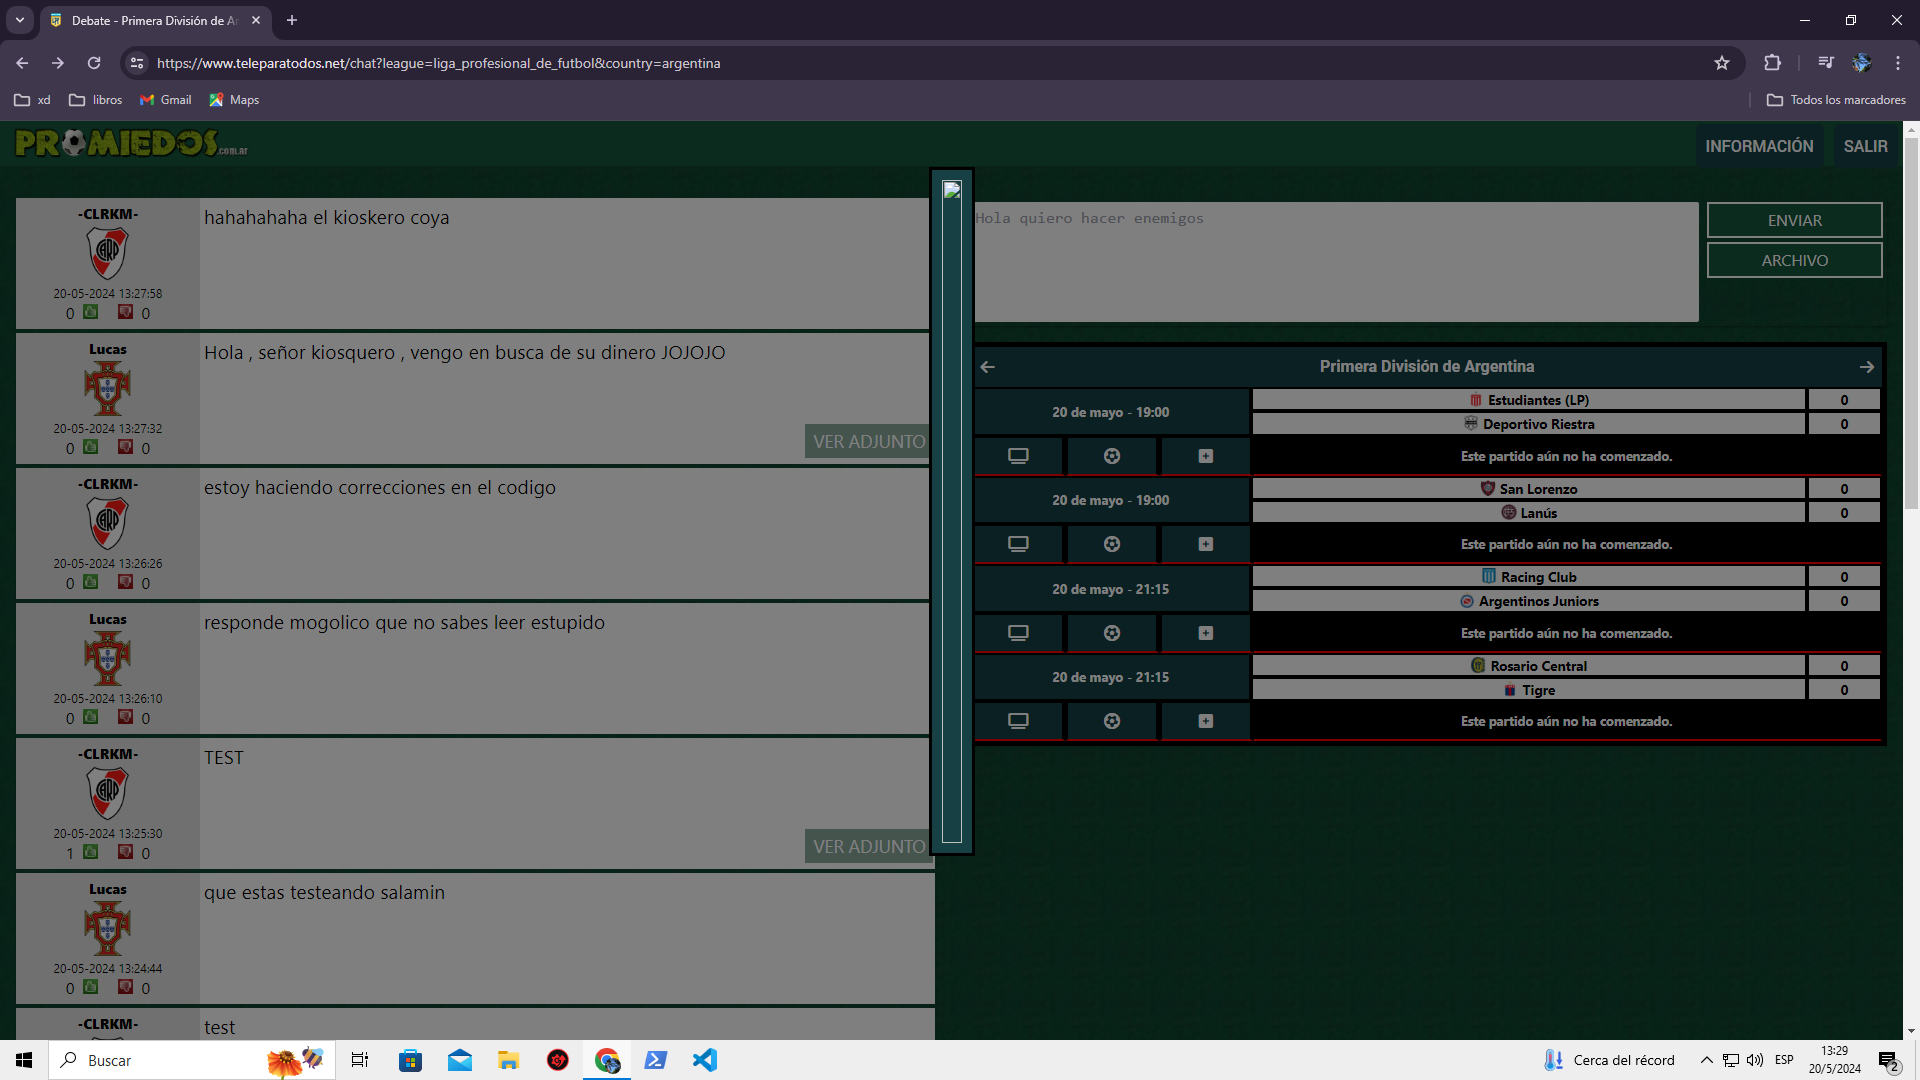 Debate - Primera División de Ar
https://www.teleparatodos.net/chat?league=liga_profesional_de_futbol&country=argentina
xd
libros
Gmail
Maps
Todos los marcadores
PROMIEDOS.com.ar
INFORMACIÓN
SALIR
-CLRKM-
hahahahaha el kioskero coya
20-05-2024 13:27:58
0 0
Lucas
Hola , señor kiosquero , vengo en busca de su dinero JOJOJO
20-05-2024 13:27:32
0 0
VER ADJUNTO
-CLRKM-
estoy haciendo correcciones en el codigo
20-05-2024 13:26:26
0 0
Lucas
responde mogolico que no sabes leer estupido
20-05-2024 13:26:10
0 0
-CLRKM-
TEST
20-05-2024 13:25:30
1 0
VER ADJUNTO
Lucas
que estas testeando salamin
20-05-2024 13:24:44
0 0
-CLRKM-
test
Hola quiero hacer enemigos
ENVIAR
ARCHIVO
Primera División de Argentina
20 de mayo - 19:00
Estudiantes (LP) 0
Deportivo Riestra 0
Este partido aún no ha comenzado.
20 de mayo - 19:00
San Lorenzo 0
Lanús 0
Este partido aún no ha comenzado.
20 de mayo - 21:15
Racing Club 0
Argentinos Juniors 0
Este partido aún no ha comenzado.
20 de mayo - 21:15
Rosario Central 0
Tigre 0
Este partido aún no ha comenzado.
Buscar
Cerca del récord
ESP
13:29
20/5/2024
2